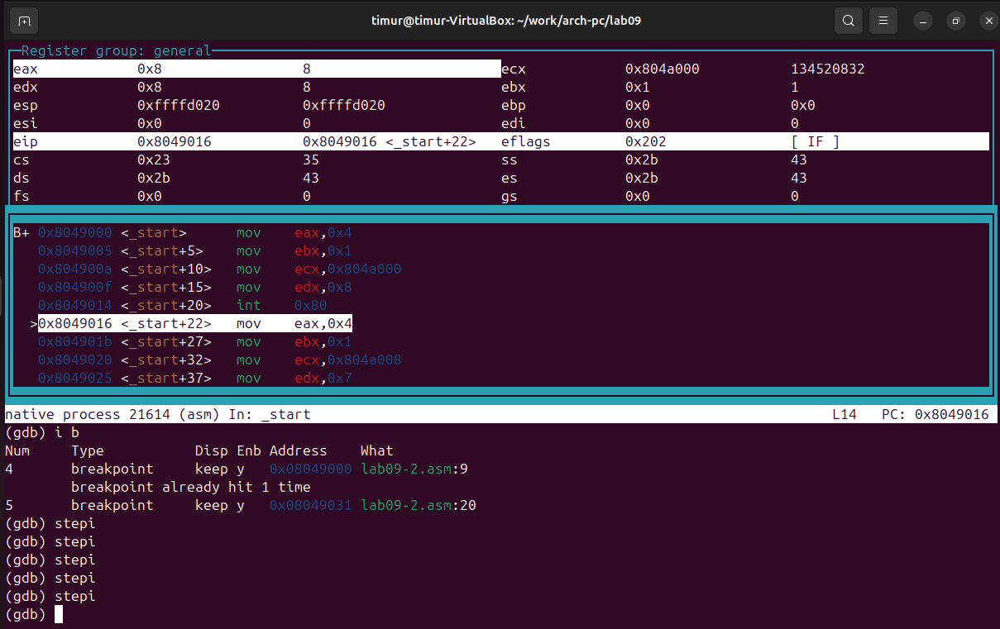 timur@timur-VirtualBox: ~/work/arch-pc/lab09
Register group: general
eax 0x8 8 ecx 0x804a000 134520832
edx 0x8 8 ebx 0x1 1
esp 0xffffd020 0xffffd020 ebp 0x0 0x0
esi 0x0 0 edi 0x0 0
eip 0x8049016 0x8049016 <_start+22> eflags 0x202 [ IF ]
cs 0x23 35 ss 0x2b 43
ds 0x2b 43 es 0x2b 43
fs 0x0 0 gs 0x0 0
B+ 0x8049000 <_start> mov eax,0x4
0x8049005 <_start+5> mov ebx,0x1
0x804900a <_start+10> mov ecx,0x804a000
0x804900f <_start+15> mov edx,0x8
0x8049014 <_start+20> int 0x80
>0x8049016 <_start+22> mov eax,0x4
0x804901b <_start+27> mov ebx,0x1
0x8049020 <_start+32> mov ecx,0x804a008
0x8049025 <_start+37> mov edx,0x7
native process 21614 (asm) In: _start L14 PC: 0x8049016
(gdb) i b
Num Type Disp Enb Address What
4 breakpoint keep y 0x08049000 lab09-2.asm:9
breakpoint already hit 1 time
5 breakpoint keep y 0x08049031 lab09-2.asm:20
(gdb) stepi
(gdb) stepi
(gdb) stepi
(gdb) stepi
(gdb) stepi
(gdb)